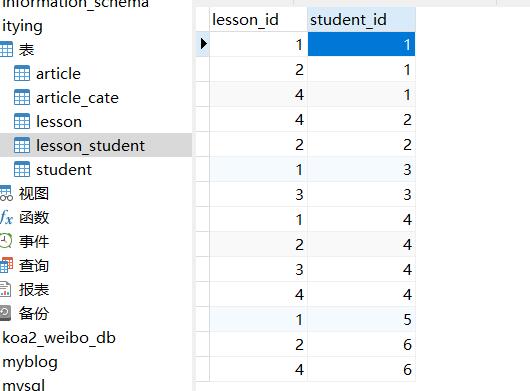 information_schema
itying
表
article
article_cate
lesson
lesson_student
student
视图
函数
事件
查询
报表
备份
koa2_weibo_db
myblog
mysql
lesson_id student_id
1 1
2 1
4 1
4 2
2 2
1 3
3 3
1 4
2 4
3 4
4 4
1 5
2 6
4 6